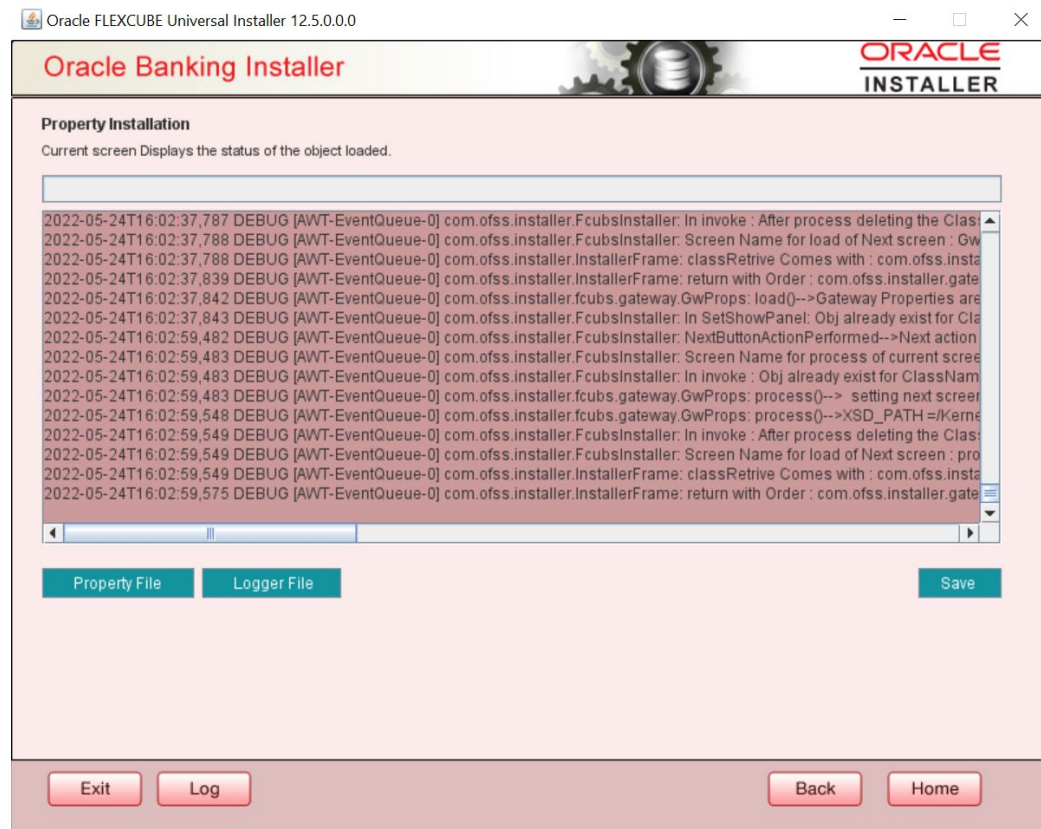 Oracle FLEXCUBE Universal Installer 12.5.0.0.0
Oracle Banking Installer
ORACLE
INSTALLER
Property Installation
Current screen Displays the status of the object loaded.
2022-05-24T16:02:37,787 DEBUG [AWT-EventQueue-0] com.ofss.installer.FcubsInstaller: In invoke : After process deleting the Clas
2022-05-24T16:02:37,788 DEBUG [AWT-EventQueue-0] com.ofss.installer.FcubsInstaller: Screen Name for load of Next screen : Gw
2022-05-24T16:02:37,788 DEBUG [AWT-EventQueue-0] com.ofss.installer.InstallerFrame: classRetrive Comes with : com.ofss.insta
2022-05-24T16:02:37,839 DEBUG [AWT-EventQueue-0] com.ofss.installer.InstallerFrame: return with Order : com.ofss.installer.gate
2022-05-24T16:02:37,842 DEBUG [AWT-EventQueue-0] com.ofss.installer.fcubs.gateway.GwProps: load()-->Gateway Properties are
2022-05-24T16:02:37,843 DEBUG [AWT-EventQueue-0] com.ofss.installer.FcubsInstaller: In SetShowPanel: Obj already exist for Cla
2022-05-24T16:02:59,482 DEBUG [AWT-EventQueue-0] com.ofss.installer.FcubsInstaller: NextButtonActionPerformed-->Next action
2022-05-24T16:02:59,483 DEBUG [AWT-EventQueue-0] com.ofss.installer.FcubsInstaller: Screen Name for process of current scree
2022-05-24T16:02:59,483 DEBUG [AWT-EventQueue-0] com.ofss.installer.FcubsInstaller: In invoke : Obj already exist for ClassNam
2022-05-24T16:02:59,483 DEBUG [AWT-EventQueue-0] com.ofss.installer.fcubs.gateway.GwProps: process()--> setting next screen
2022-05-24T16:02:59,548 DEBUG [AWT-EventQueue-0] com.ofss.installer.fcubs.gateway.GwProps: process()-->XSD_PATH =/Kerne
2022-05-24T16:02:59,549 DEBUG [AWT-EventQueue-0] com.ofss.installer.FcubsInstaller: In invoke : After process deleting the Clas
2022-05-24T16:02:59,549 DEBUG [AWT-EventQueue-0] com.ofss.installer.FcubsInstaller: Screen Name for load of Next screen : pro
2022-05-24T16:02:59,549 DEBUG [AWT-EventQueue-0] com.ofss.installer.InstallerFrame: classRetrive Comes with : com.ofss.insta
2022-05-24T16:02:59,575 DEBUG [AWT-EventQueue-0] com.ofss.installer.InstallerFrame: return with Order : com.ofss.installer.gate
Property File
Logger File
Save
Exit
Log
Back
Home